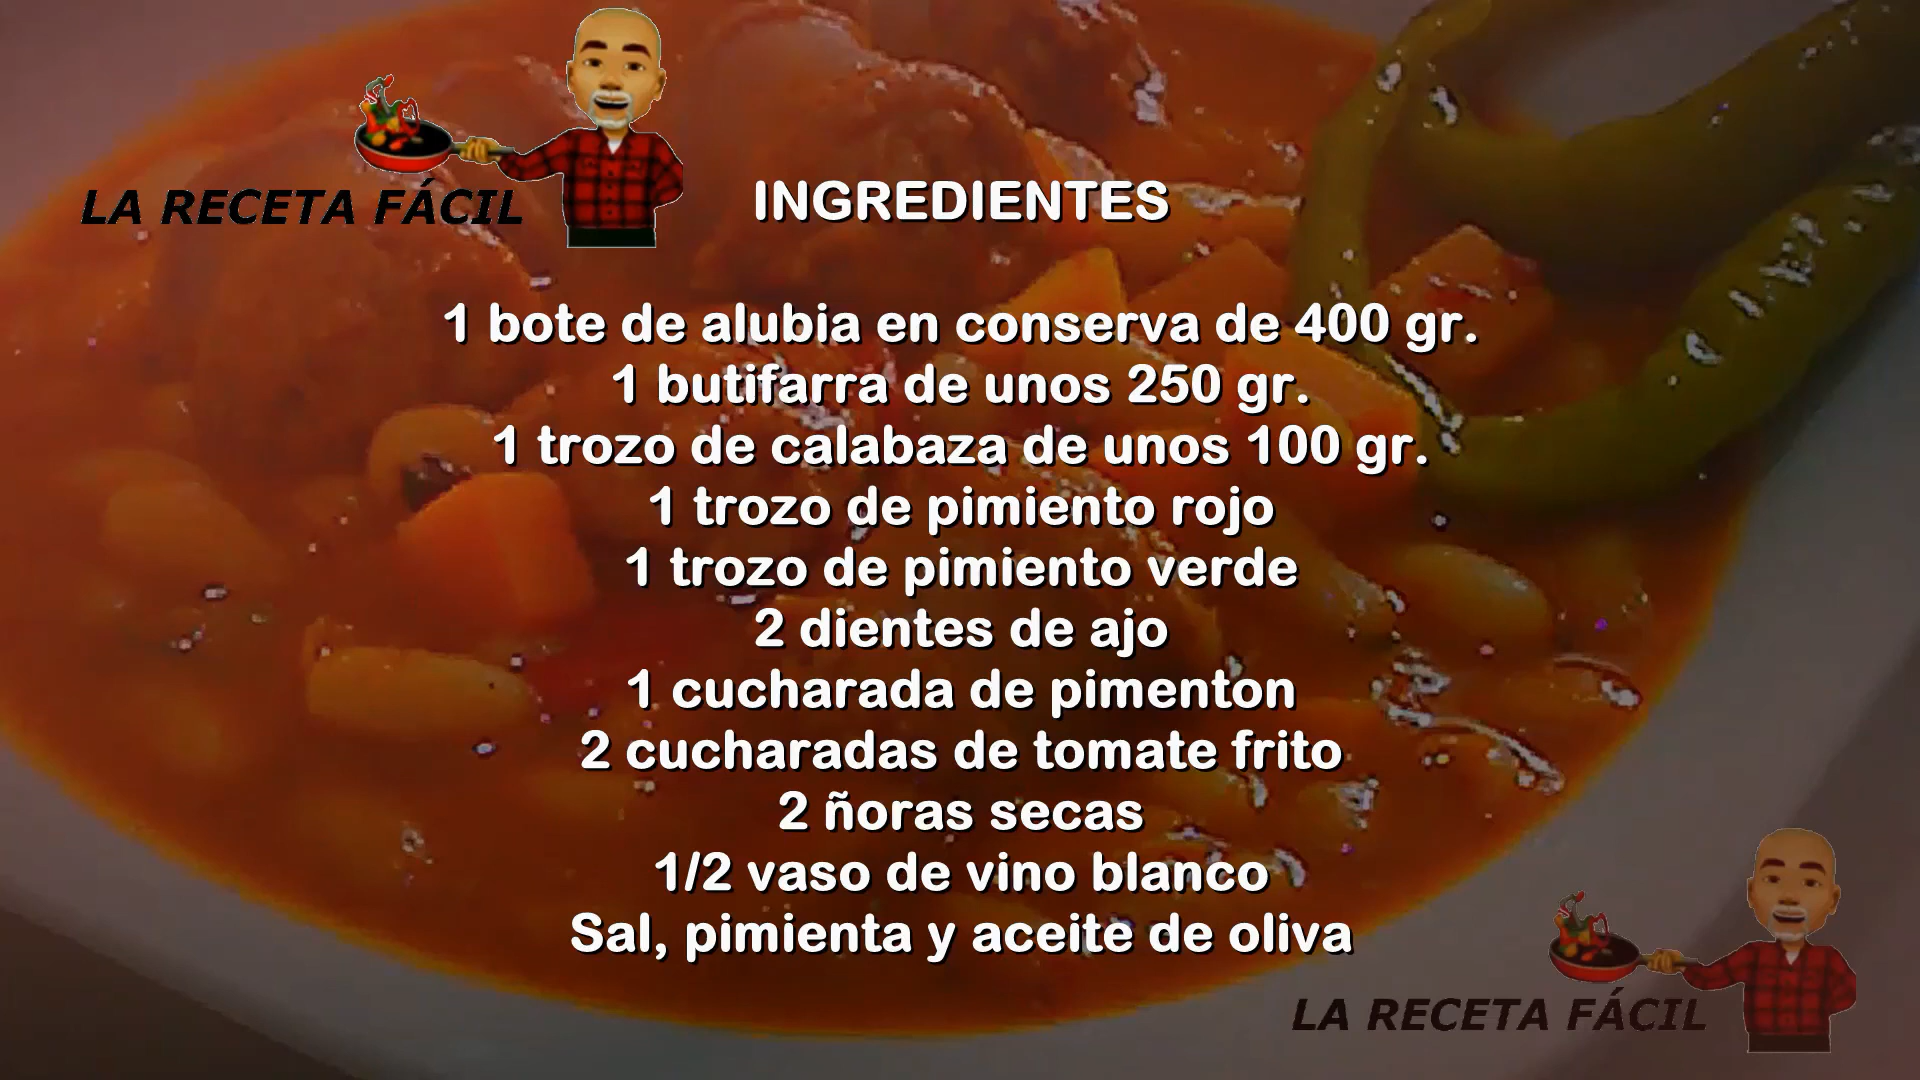 LA RECETA FÁCIL
INGREDIENTES
1 bote de alubia en conserva de 400 gr.
1 butifarra de unos 250 gr.
1 trozo de calabaza de unos 100 gr.
1 trozo de pimiento rojo
1 trozo de pimiento verde
2 dientes de ajo
1 cucharada de pimenton
2 cucharadas de tomate frito
2 ñoras secas
1/2 vaso de vino blanco
Sal, pimienta y aceite de oliva
LA RECETA FÁCIL